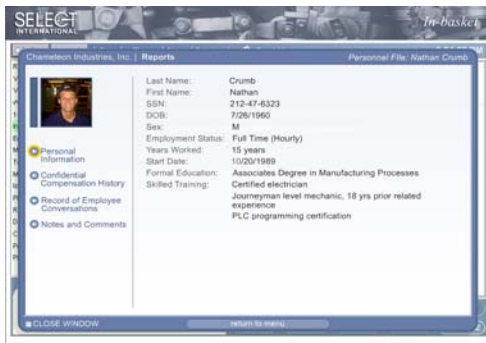 SELECT
INTERNATIONAL
In-basket
Chameleon Industries, Inc. | Reports
Personnel File: Nathan Crumb
Last Name: Crumb
First Name: Nathan
SSN: 212-47-6323
DOB: 7/26/1960
Sex: M
Employment Status: Full Time (Hourly)
Years Worked: 15 years
Start Date: 10/20/1989
Formal Education: Associates Degree in Manufacturing Processes
Skilled Training: Certified electrician
Journeyman level mechanic, 18 yrs prior related
experience
PLC programming certification
Personal
Information
Confidential
Compensation History
Record of Employee
Conversations
Notes and Comments
CLOSE WINDOW
return to menu